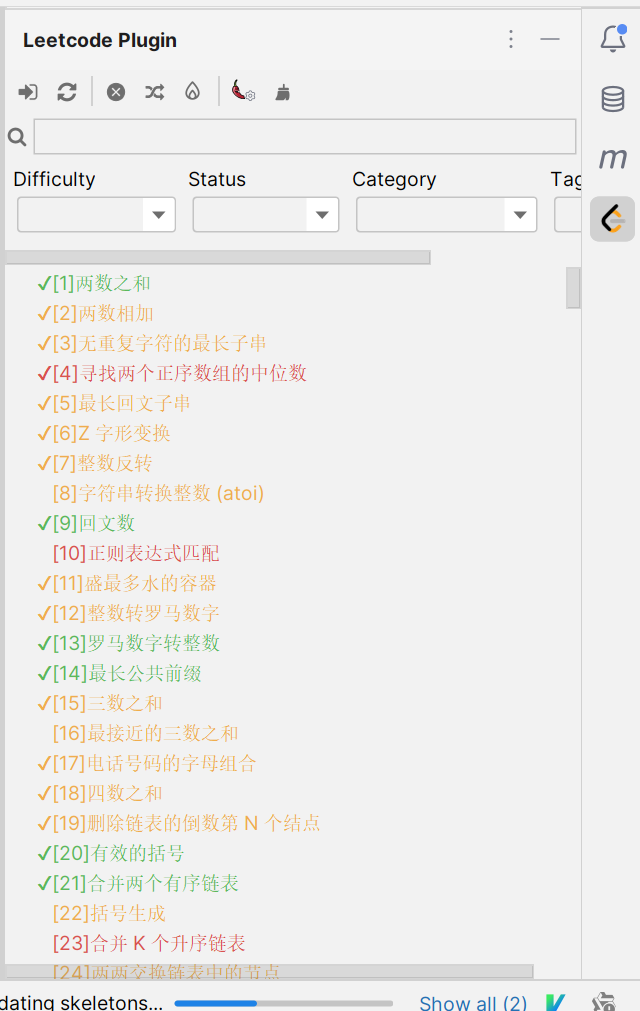 Leetcode Plugin
Difficulty Status Category Tag
✔[1]两数之和
✔[2]两数相加
✔[3]无重复字符的最长子串
✔[4]寻找两个正序数组的中位数
✔[5]最长回文子串
✔[6]Z 字形变换
✔[7]整数反转
[8]字符串转换整数 (atoi)
✔[9]回文数
[10]正则表达式匹配
✔[11]盛最多水的容器
✔[12]整数转罗马数字
✔[13]罗马数字转整数
✔[14]最长公共前缀
✔[15]三数之和
[16]最接近的三数之和
✔[17]电话号码的字母组合
✔[18]四数之和
✔[19]删除链表的倒数第 N 个结点
✔[20]有效的括号
✔[21]合并两个有序链表
[22]括号生成
[23]合并 K 个升序链表
[24]两两交换链表中的节点
dating skeletons... Show all (2)
m